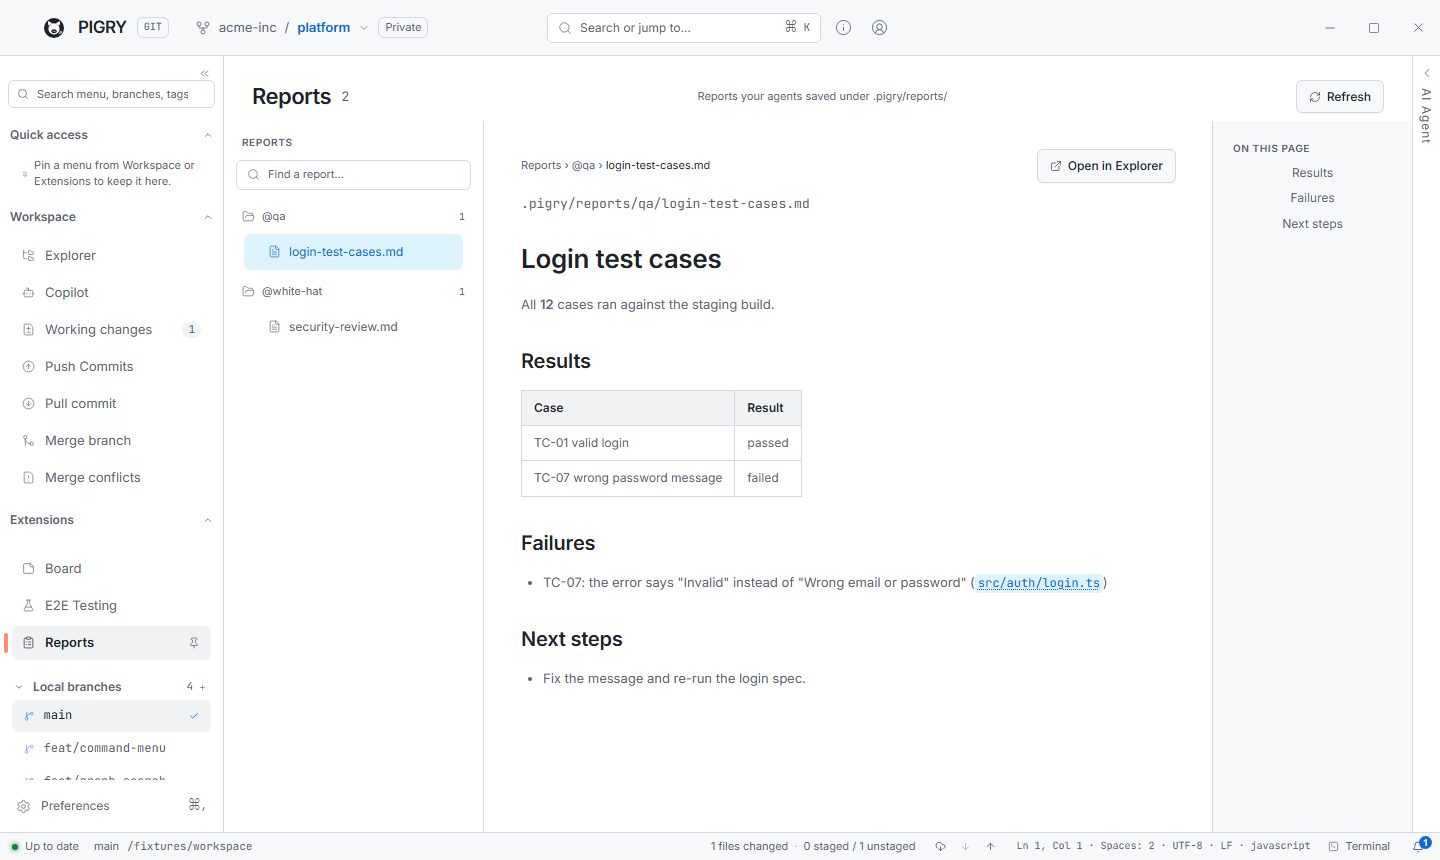 PIGRY GIT acme-inc / platform Private Search or jump to... ⌘ K
Search menu, branches, tags
Quick access
Pin a menu from Workspace or
Extensions to keep it here.
Workspace
Explorer
Copilot
Working changes 1
Push Commits
Pull commit
Merge branch
Merge conflicts
Extensions
Board
E2E Testing
Reports
Local branches 4 +
main
feat/command-menu
Preferences ⌘,
Reports 2
Reports your agents saved under .pigry/reports/
Refresh
REPORTS
Find a report...
@qa 1
login-test-cases.md
@white-hat 1
security-review.md
Reports › @qa › login-test-cases.md
Open in Explorer
.pigry/reports/qa/login-test-cases.md
Login test cases
All 12 cases ran against the staging build.
Results
Case Result
TC-01 valid login passed
TC-07 wrong password message failed
Failures
• TC-07: the error says "Invalid" instead of "Wrong email or password" (src/auth/login.ts)
Next steps
• Fix the message and re-run the login spec.
ON THIS PAGE
Results
Failures
Next steps
AI Agent
Up to date main /fixtures/workspace 1 files changed · 0 staged / 1 unstaged Ln 1, Col 1 · Spaces: 2 · UTF-8 · LF · javascript Terminal 1